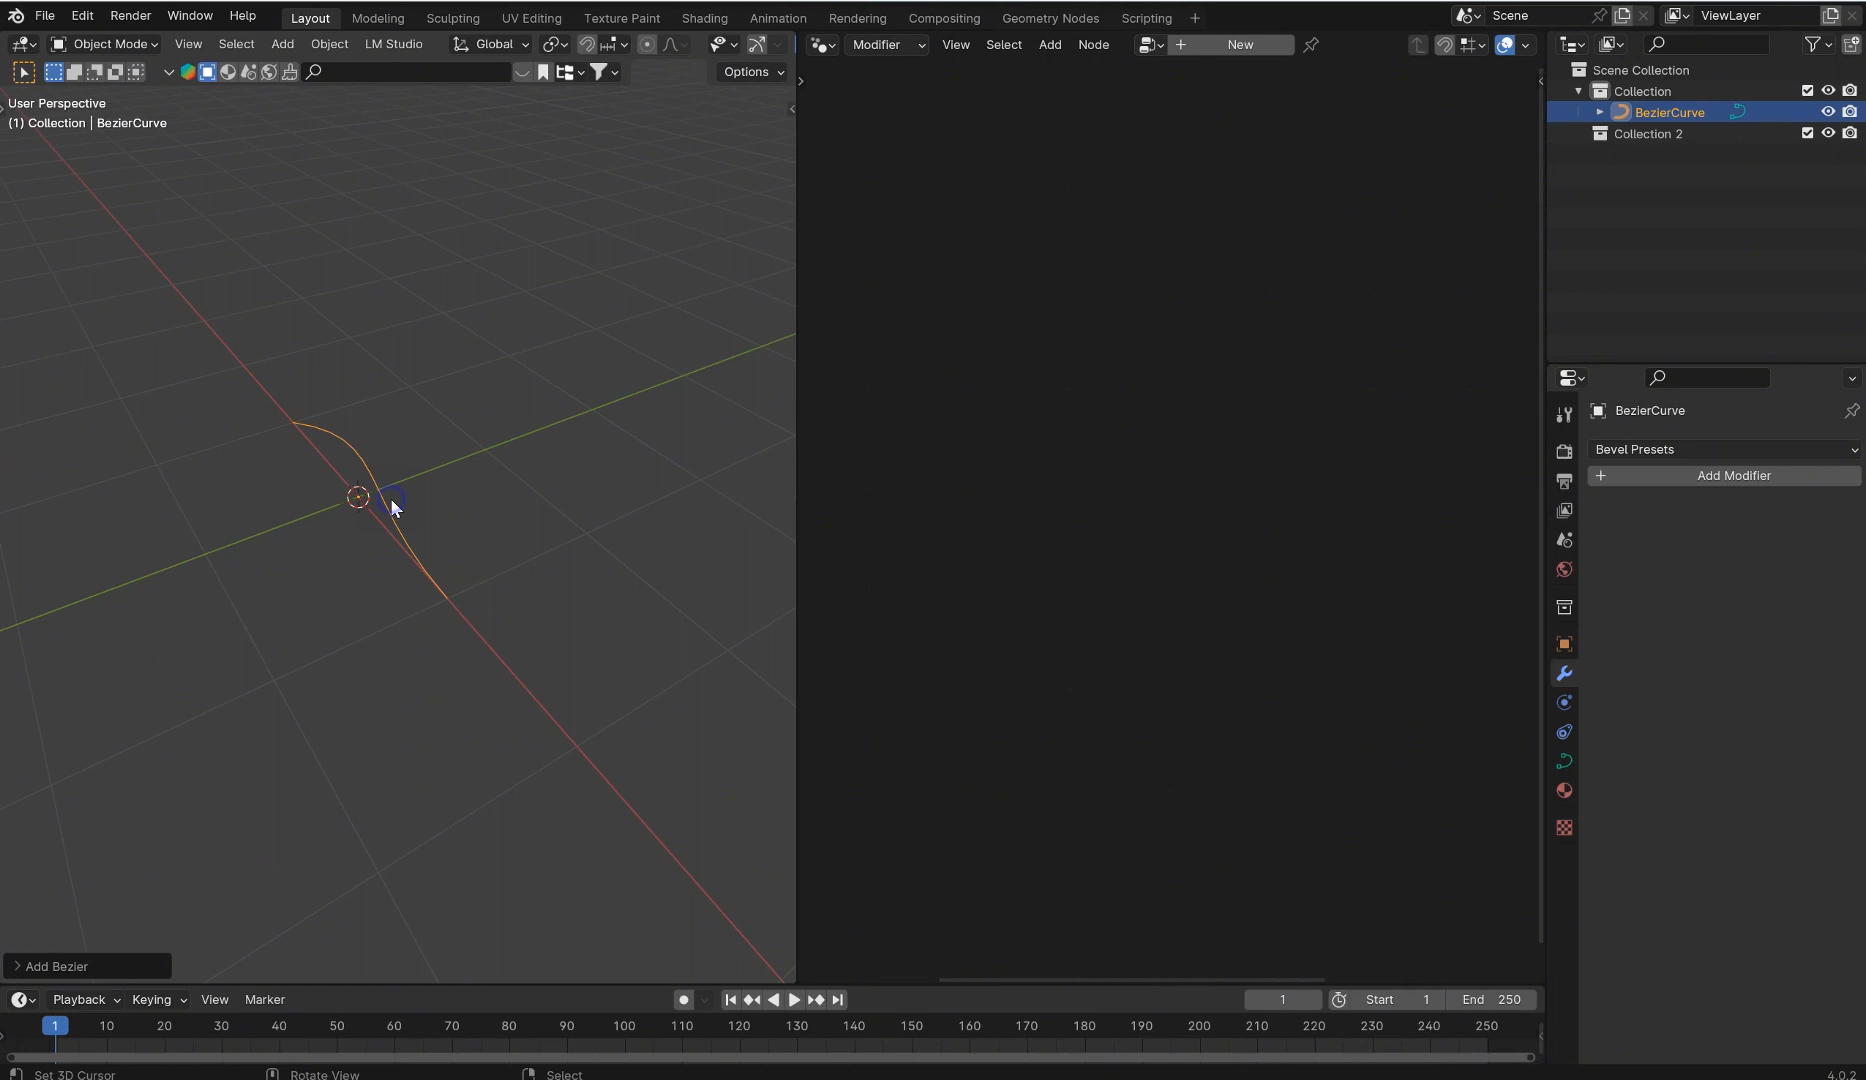 File Edit Render Window Help Layout Modeling Sculpting UV Editing Texture Paint Shading Animation Rendering Compositing Geometry Nodes Scripting + Scene ViewLayer
Object Mode View Select Add Object LM Studio Global Modifier View Select Add Node + New
Options
User Perspective
(1) Collection | BezierCurve
Scene Collection
Collection
BezierCurve
Collection 2
BezierCurve
Bevel Presets
+ Add Modifier
> Add Bezier
Playback Keying View Marker 1 Start 1 End 250
1 10 20 30 40 50 60 70 80 90 100 110 120 130 140 150 160 170 180 190 200 210 220 230 240 250
Set 3D Cursor Rotate View Select 4.0.2